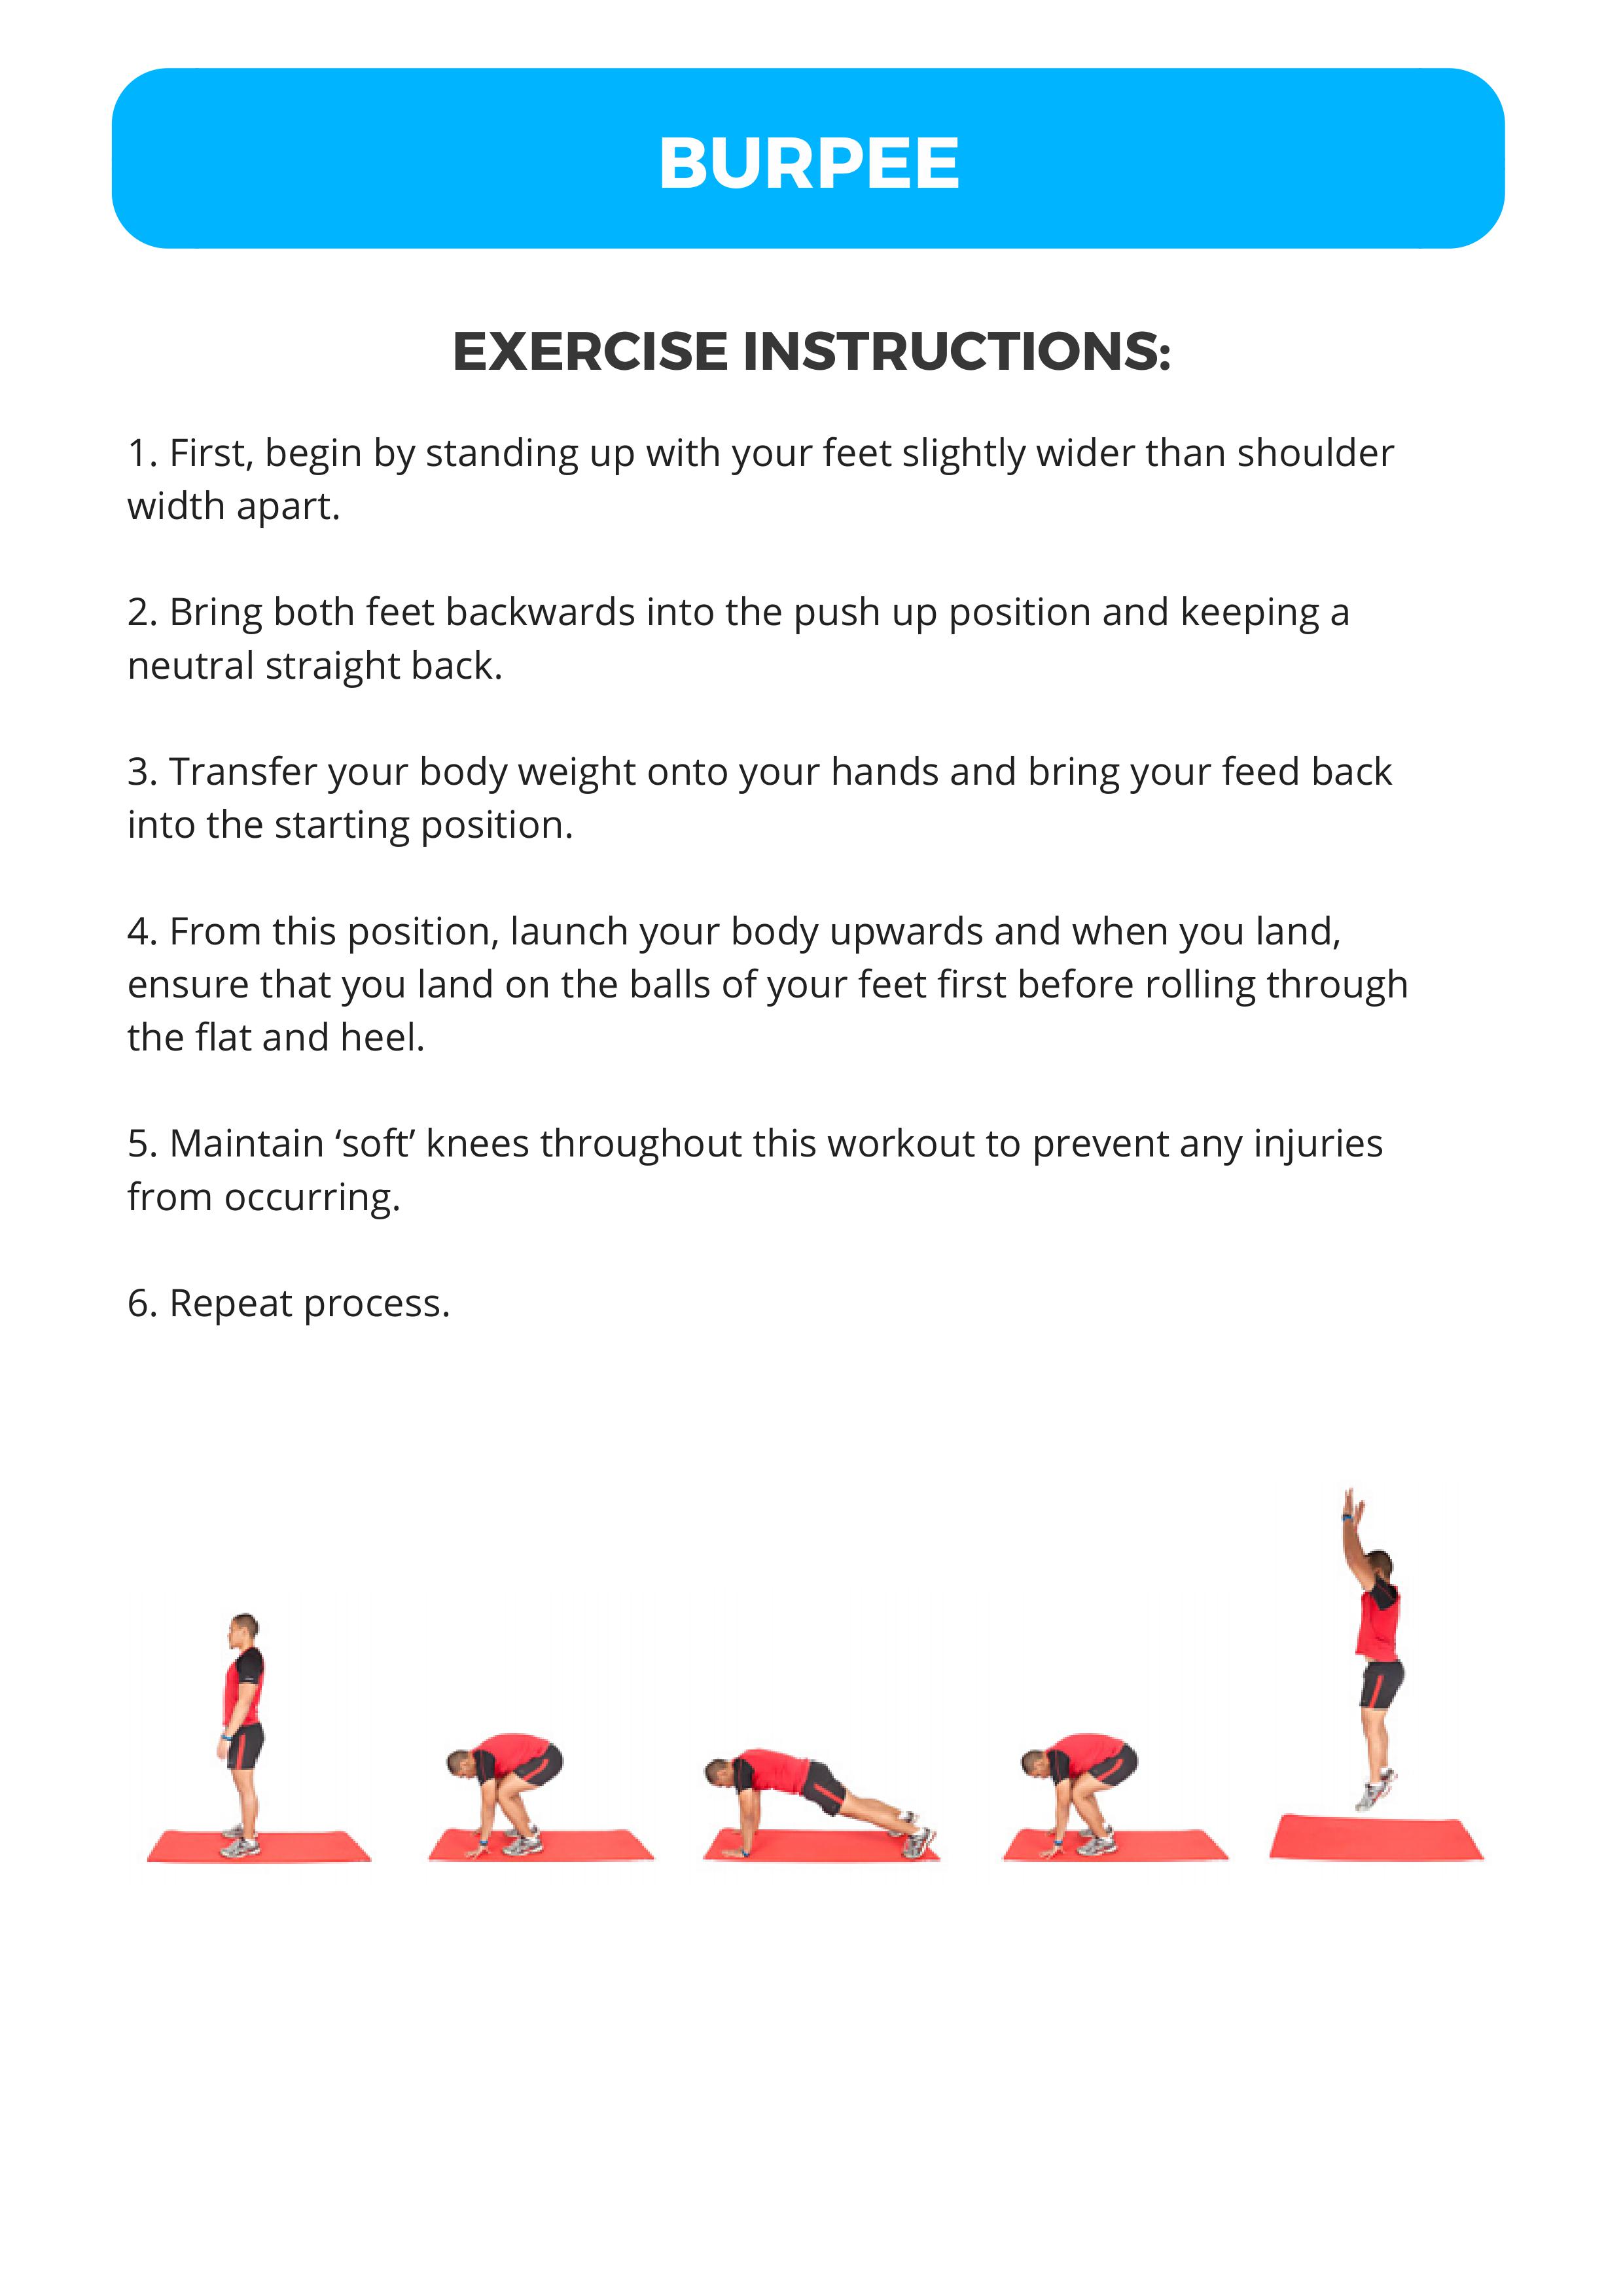 BURPEE
EXERCISE INSTRUCTIONS:
1. First, begin by standing up with your feet slightly wider than shoulder
width apart.
2. Bring both feet backwards into the push up position and keeping a
neutral straight back.
3. Transfer your body weight onto your hands and bring your feed back
into the starting position.
4. From this position, launch your body upwards and when you land,
ensure that you land on the balls of your feet first before rolling through
the flat and heel.
5. Maintain ‘soft’ knees throughout this workout to prevent any injuries
from occurring.
6. Repeat process.